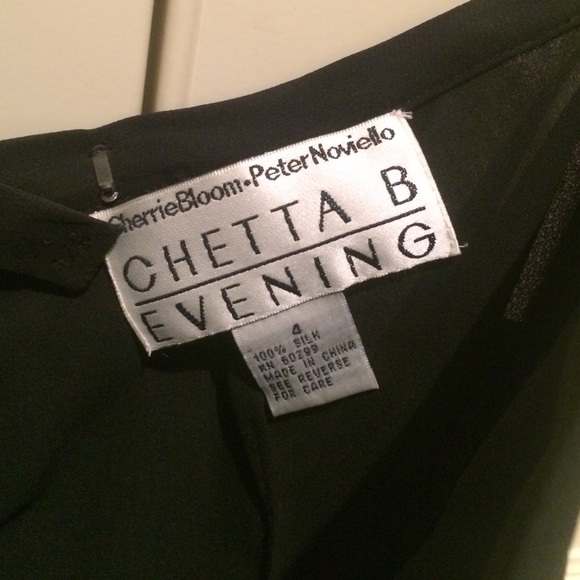 CherrieBloom•PeterNoviello
CHETTA B
EVENING
4
100% SILK
RN 60299
MADE IN CHINA
SEE REVERSE
FOR CARE